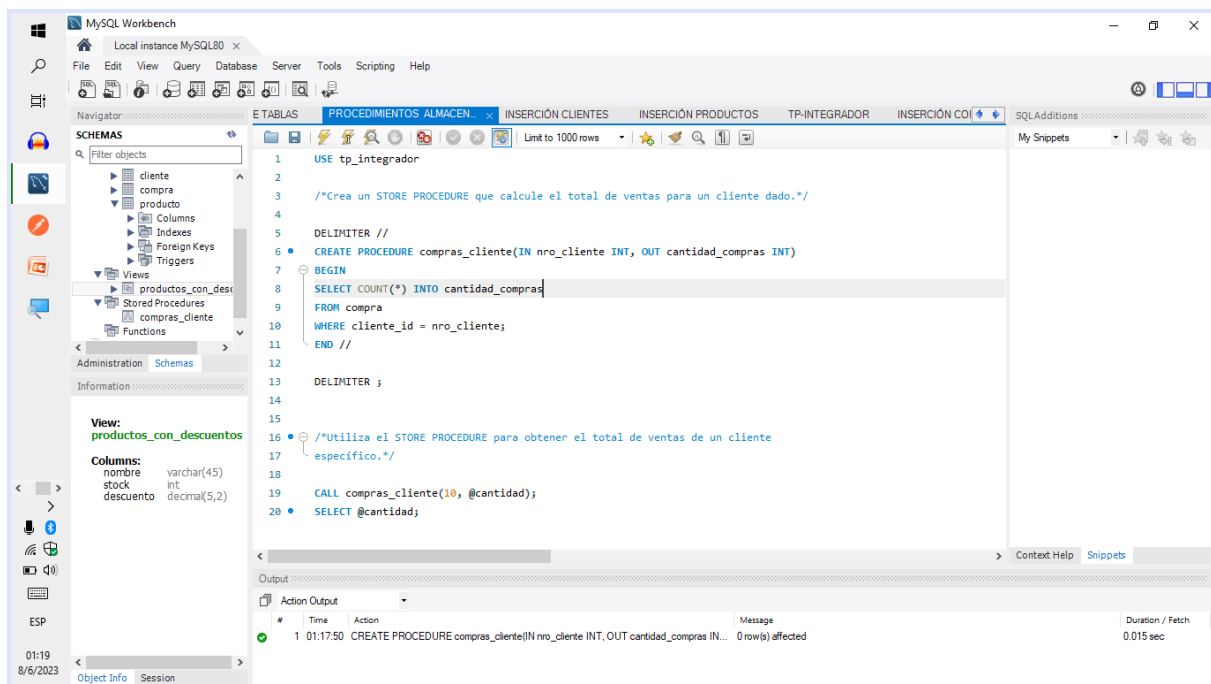 MySQL Workbench
Local instance MySQL80 ×
File Edit View Query Database Server Tools Scripting Help
Navigator
SCHEMAS
Filter objects
cliente
compra
producto
Columns
Indexes
Foreign Keys
Triggers
Views
productos_con_desc
Stored Procedures
compras_cliente
Functions
Administration Schemas
Information
View:
productos_con_descuentos
Columns:
nombre varchar(45)
stock int
descuento decimal(5,2)
Object Info Session
E TABLAS PROCEDIMIENTOS ALMACEN... × INSERCIÓN CLIENTES INSERCIÓN PRODUCTOS TP-INTEGRADOR INSERCIÓN CO
Limit to 1000 rows
1 USE tp_integrador
2
3 /*Crea un STORE PROCEDURE que calcule el total de ventas para un cliente dado.*/
4
5 DELIMITER //
6 CREATE PROCEDURE compras_cliente(IN nro_cliente INT, OUT cantidad_compras INT)
7 BEGIN
8 SELECT COUNT(*) INTO cantidad_compras
9 FROM compra
10 WHERE cliente_id = nro_cliente;
11 END //
12
13 DELIMITER ;
14
15
16 /*Utiliza el STORE PROCEDURE para obtener el total de ventas de un cliente
17 específico.*/
18
19 CALL compras_cliente(10, @cantidad);
20 SELECT @cantidad;
SQLAdditions
My Snippets
Context Help Snippets
Output
Action Output
# Time Action Message Duration / Fetch
1 01:17:50 CREATE PROCEDURE compras_cliente(IN nro_cliente INT, OUT cantidad_compras IN... 0 row(s) affected 0.015 sec
ESP
01:19
8/6/2023